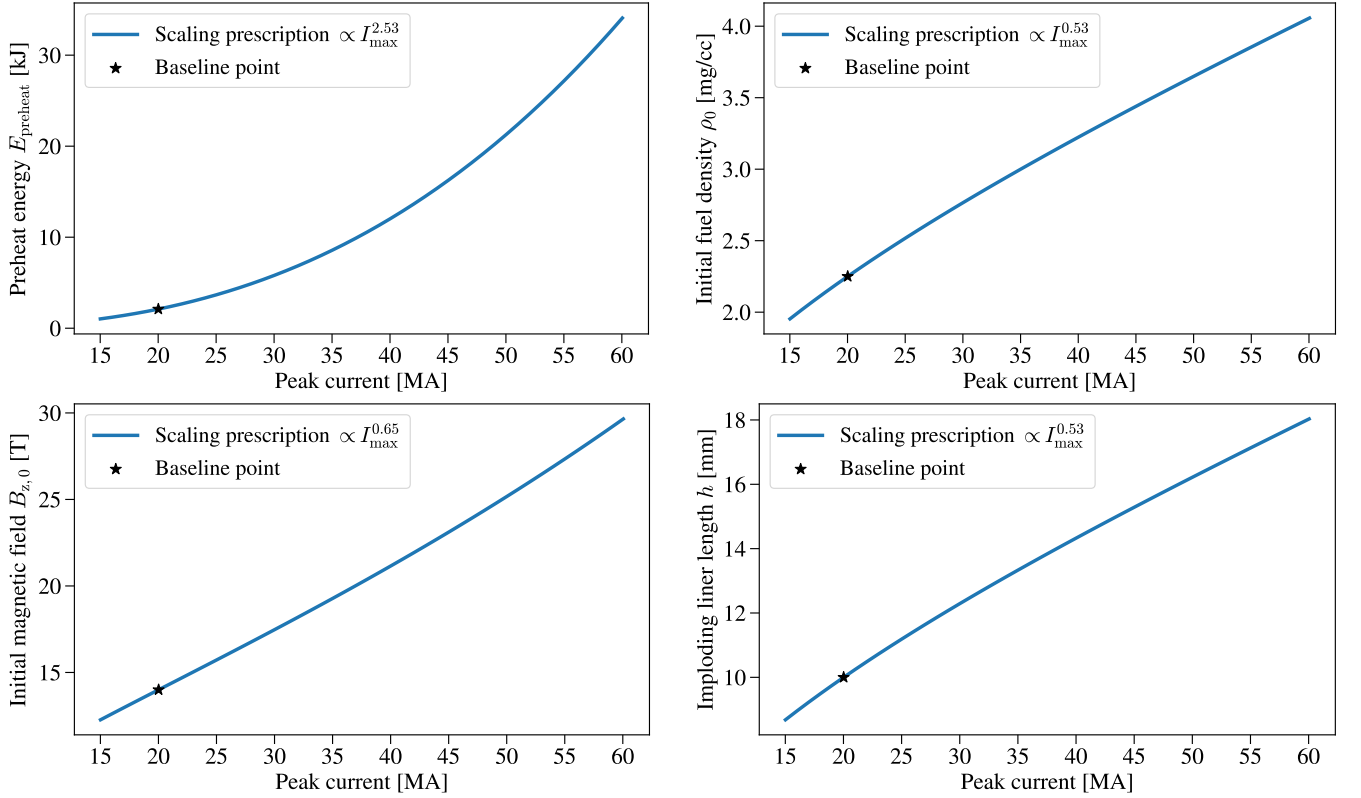 Preheat energy E_preheat [kJ]
30
20
10
0
Scaling prescription ∝ I_max^2.53
Baseline point
15 20 25 30 35 40 45 50 55 60
Peak current [MA]
Initial fuel density ρ_0 [mg/cc]
4.0
3.5
3.0
2.5
2.0
Scaling prescription ∝ I_max^0.53
Baseline point
15 20 25 30 35 40 45 50 55 60
Peak current [MA]
Initial magnetic field B_z,0 [T]
30
25
20
15
Scaling prescription ∝ I_max^0.65
Baseline point
15 20 25 30 35 40 45 50 55 60
Peak current [MA]
Imploding liner length h [mm]
18
16
14
12
10
Scaling prescription ∝ I_max^0.53
Baseline point
15 20 25 30 35 40 45 50 55 60
Peak current [MA]